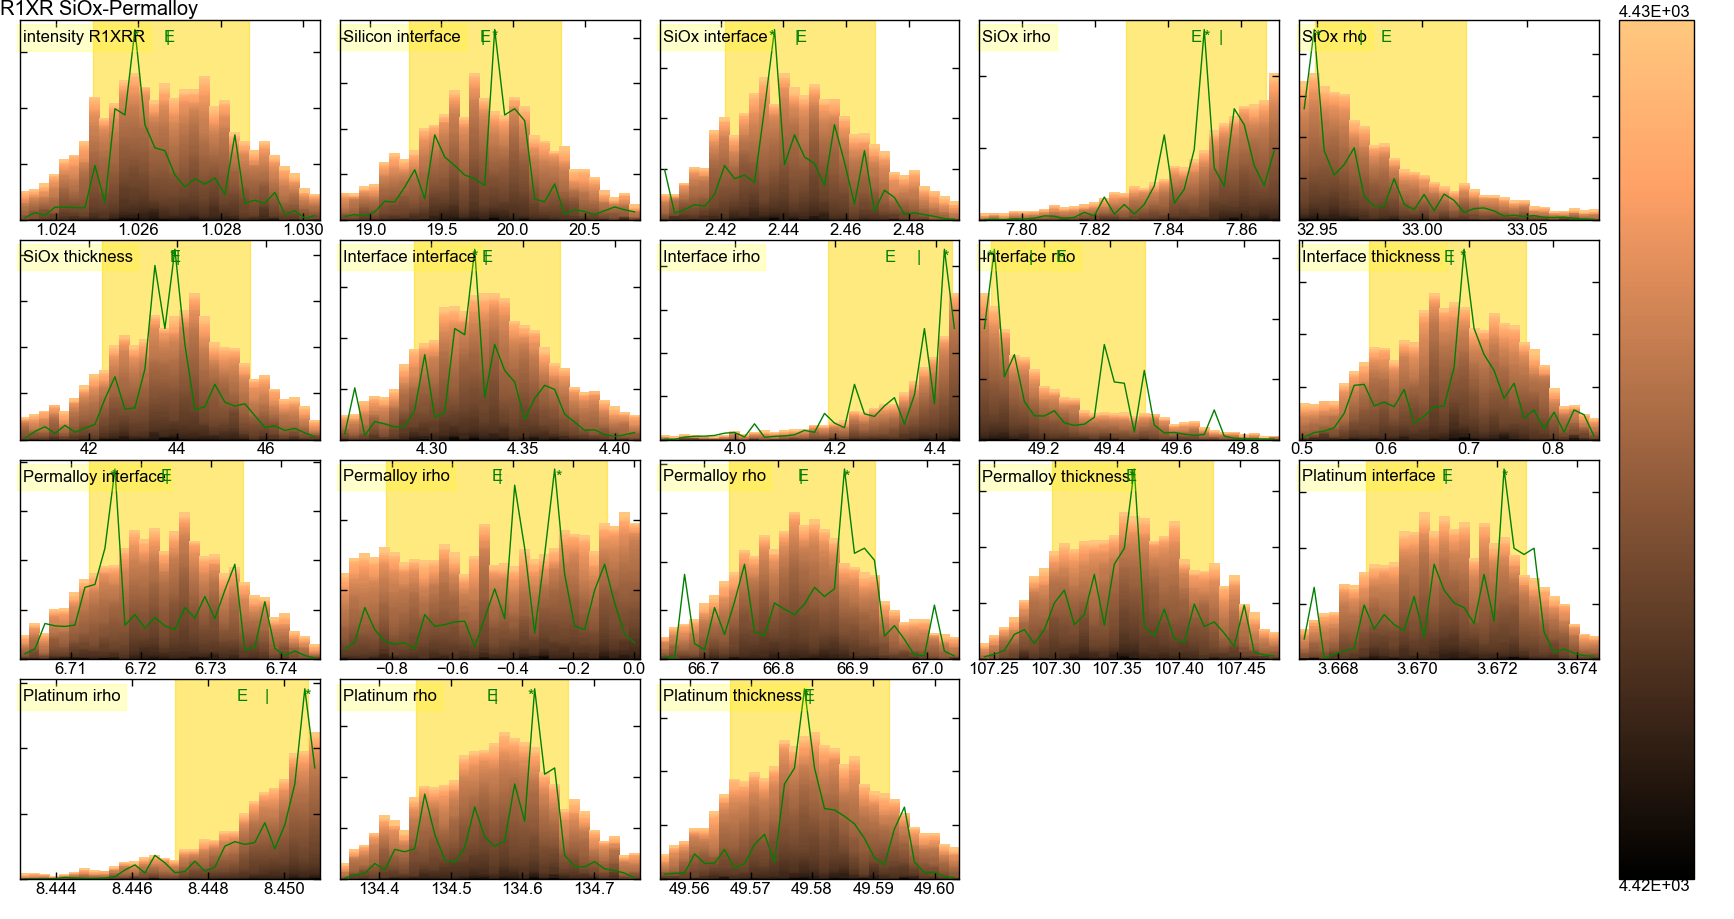 R1XR SiOx-Permalloy
4.43E+03
intensity R1XRR E
Silicon interface E *
SiOx interface * E
SiOx irho E * |
SiOx rho | E
1.024 1.026 1.028 1.030
19.0 19.5 20.0 20.5
2.42 2.44 2.46 2.48
7.80 7.82 7.84 7.86
32.95 33.00 33.05
SiOx thickness E
Interface interface E
Interface irho E | *
Interface rho | E
Interface thickness E *
42 44 46
4.30 4.35 4.40
4.0 4.2 4.4
49.2 49.4 49.6 49.8
0.5 0.6 0.7 0.8
Permalloy interface E
Permalloy irho E | *
Permalloy rho E | *
Permalloy thickness E
Platinum interface E *
6.71 6.72 6.73 6.74
−0.8 −0.6 −0.4 −0.2 0.0
66.7 66.8 66.9 67.0
107.25 107.30 107.35 107.40 107.45
3.668 3.670 3.672 3.674
Platinum irho E | *
Platinum rho E | *
Platinum thickness E
8.444 8.446 8.448 8.450
134.4 134.5 134.6 134.7
49.56 49.57 49.58 49.59 49.60
4.42E+03